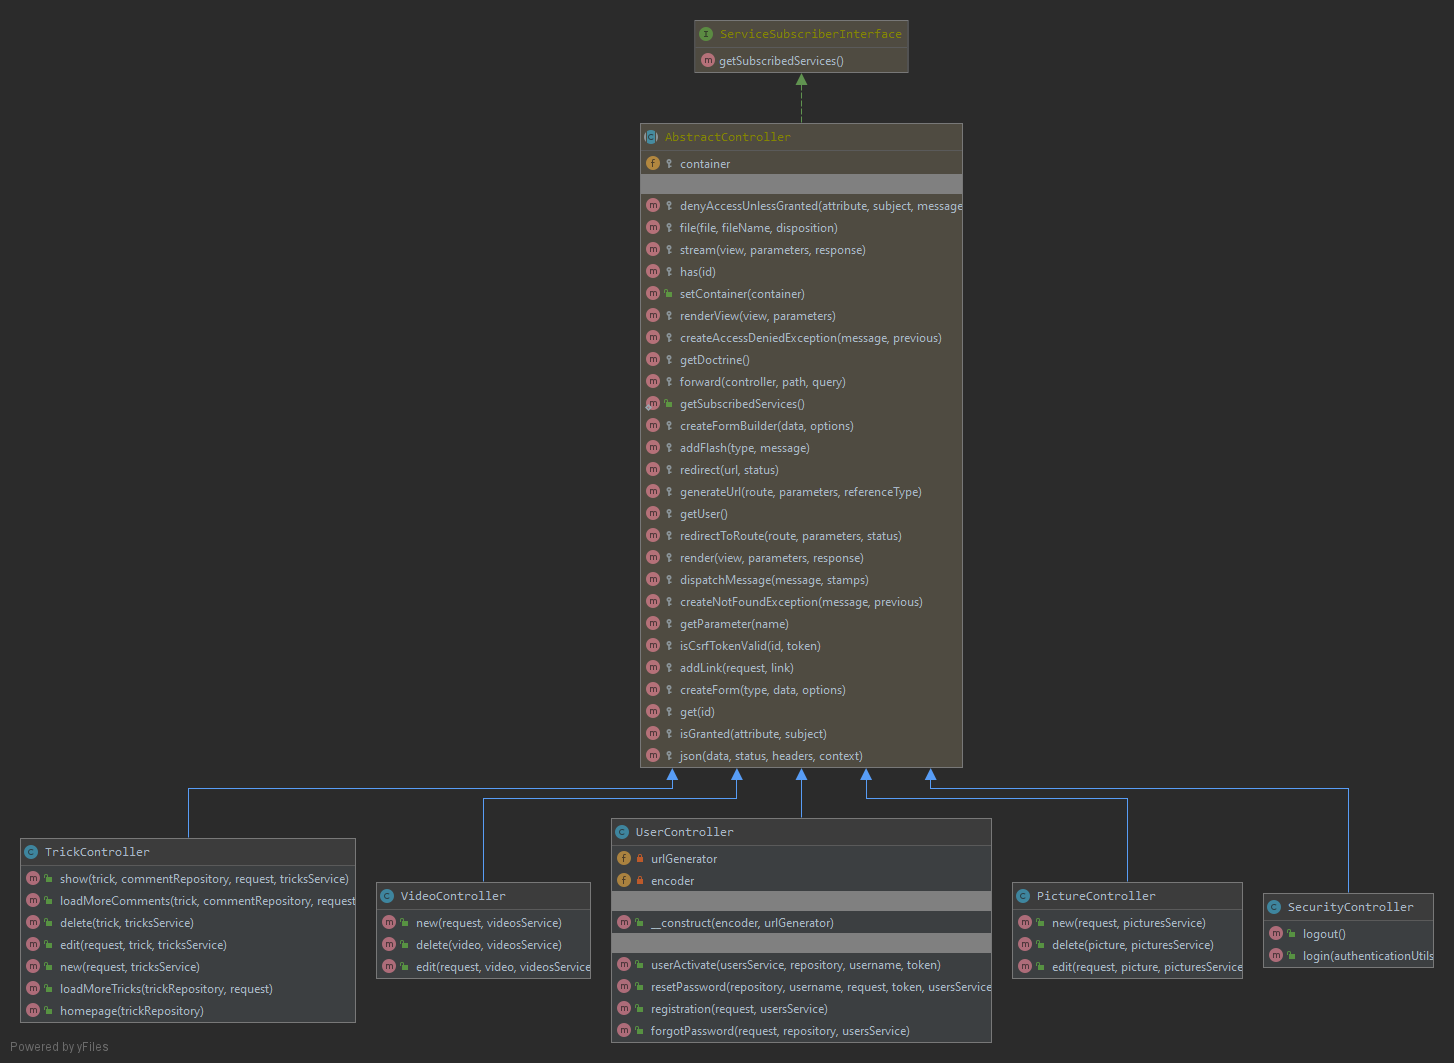 ServiceSubscriberInterface
getSubscribedServices()
AbstractController
container
denyAccessUnlessGranted(attribute, subject, message
file(file, fileName, disposition)
stream(view, parameters, response)
has(id)
setContainer(container)
renderView(view, parameters)
createAccessDeniedException(message, previous)
getDoctrine()
forward(controller, path, query)
getSubscribedServices()
createFormBuilder(data, options)
addFlash(type, message)
redirect(url, status)
generateUrl(route, parameters, referenceType)
getUser()
redirectToRoute(route, parameters, status)
render(view, parameters, response)
dispatchMessage(message, stamps)
createNotFoundException(message, previous)
getParameter(name)
isCsrfTokenValid(id, token)
addLink(request, link)
createForm(type, data, options)
get(id)
isGranted(attribute, subject)
json(data, status, headers, context)
TrickController
show(trick, commentRepository, request, tricksService)
loadMoreComments(trick, commentRepository, request
delete(trick, tricksService)
edit(request, trick, tricksService)
new(request, tricksService)
loadMoreTricks(trickRepository, request)
homepage(trickRepository)
VideoController
new(request, videosService)
delete(video, videosService)
edit(request, video, videosService
UserController
urlGenerator
encoder
__construct(encoder, urlGenerator)
userActivate(usersService, repository, username, token)
resetPassword(repository, username, request, token, usersService
registration(request, usersService)
forgotPassword(request, repository, usersService)
PictureController
new(request, picturesService)
delete(picture, picturesService)
edit(request, picture, picturesService
SecurityController
logout()
login(authenticationUtils
Powered by yFiles